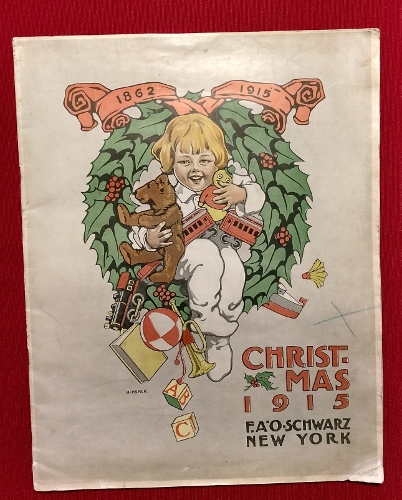 1862 1915
A B
C
CHRIST-
MAS
1915
F.A.O. SCHWARZ
NEW YORK